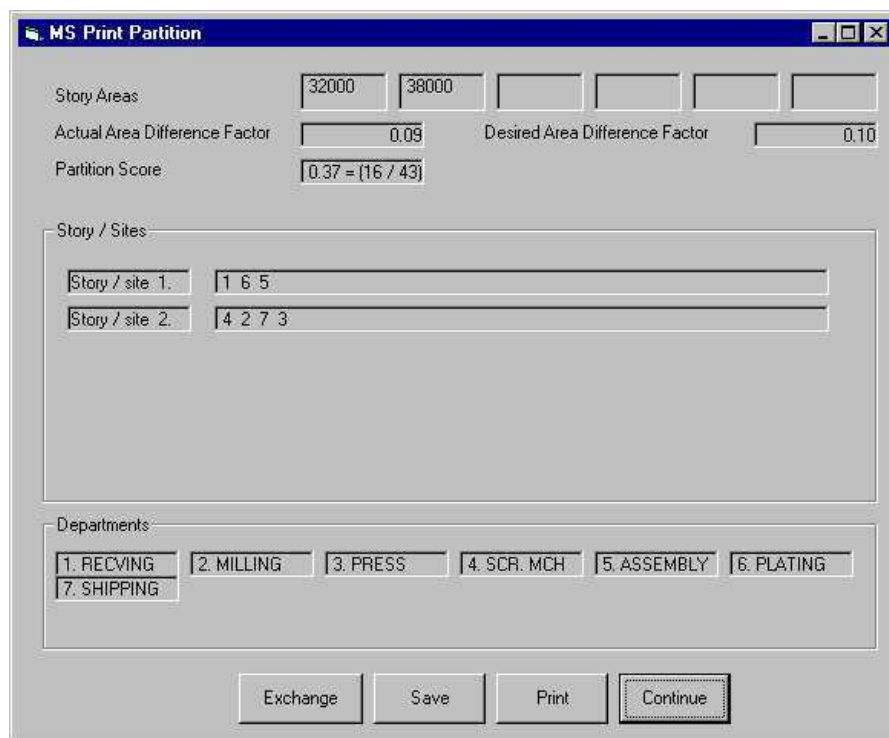 MS Print Partition
Story Areas 32000 38000
Actual Area Difference Factor 0.09 Desired Area Difference Factor 0.10
Partition Score 0.37 = (16 / 43)
Story / Sites
Story / site 1. 1 6 5
Story / site 2. 4 2 7 3
Departments
1. RECVING 2. MILLING 3. PRESS 4. SCR. MCH 5. ASSEMBLY 6. PLATING
7. SHIPPING
Exchange Save Print Continue